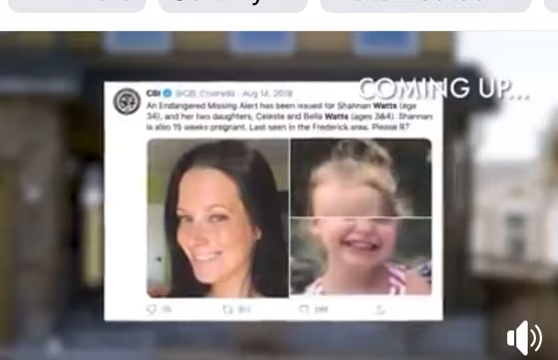 CBI
Aug 14, 2018
COMING UP...
An Endangered Missing Alert has been issued for Shannan Watts (age
34), and her two daughters, Celeste and Bella Watts (ages 3&4). Shannan
is also 15 weeks pregnant. Last seen in the Frederick area. Please RT